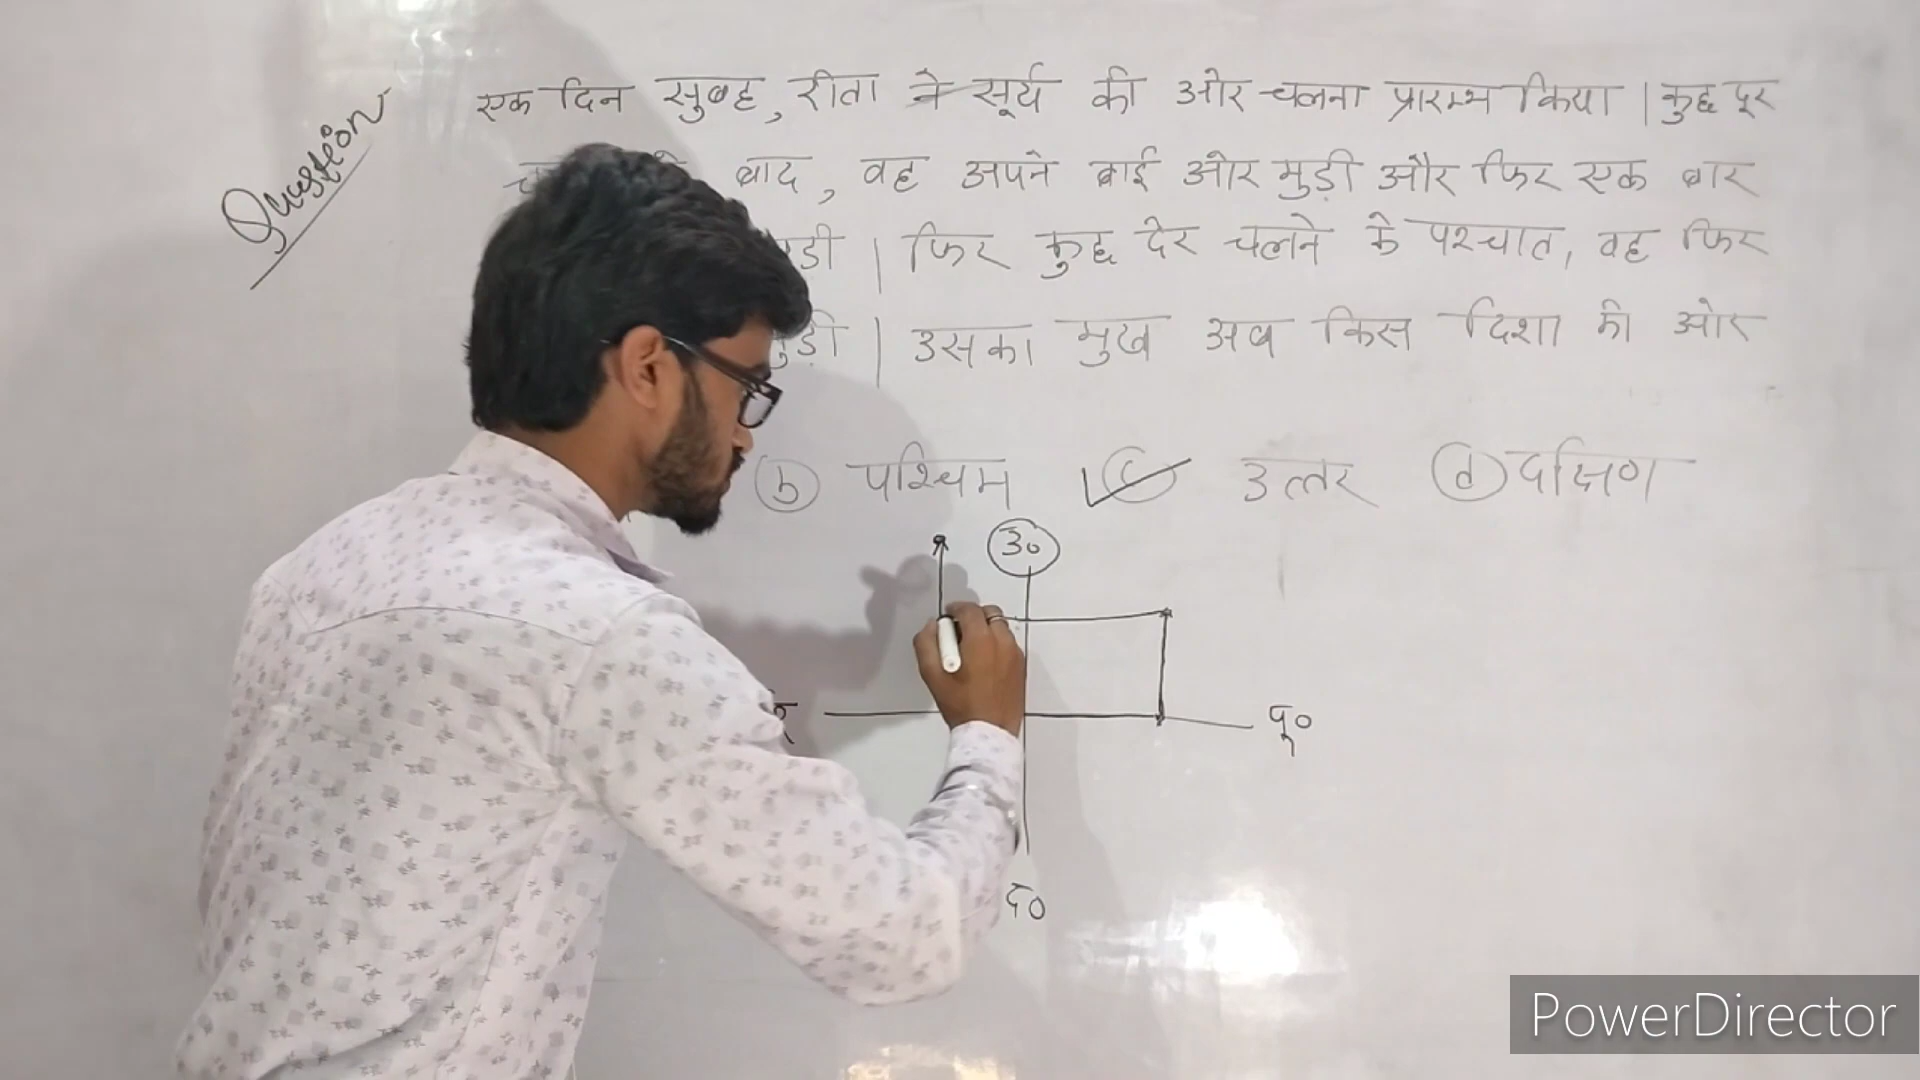 Question
एक दिन सुबह, रीता ने सूर्य की ओर चलना प्रारम्भ किया | कुछ दूर
बाद, वह अपने बाई ओर मुड़ी और फिर एक बार
| फिर कुछ देर चलने के पश्चात, वह फिर
| उसका मुख अब किस दिशा की ओर
(b) पश्चिम (c) उत्तर (d) दक्षिण
उ०
पू०
द०
PowerDirector